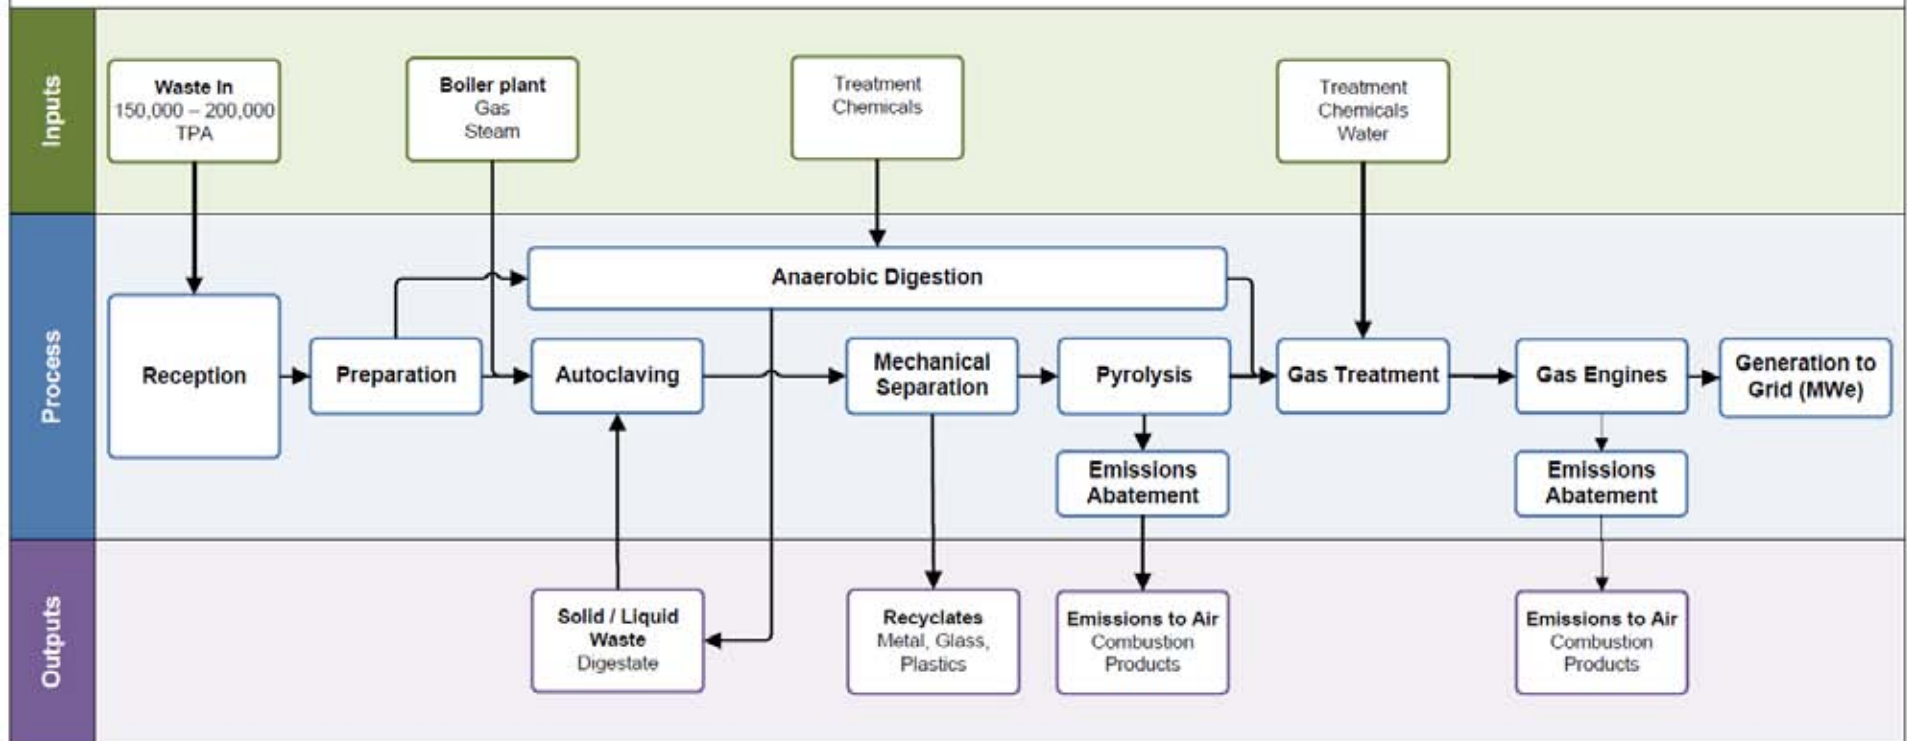 Inputs
Waste In
150,000 – 200,000
TPA
Boiler plant
Gas
Steam
Treatment
Chemicals
Treatment
Chemicals
Water
Process
Anaerobic Digestion
Reception
Preparation
Autoclaving
Mechanical
Separation
Pyrolysis
Gas Treatment
Gas Engines
Generation to
Grid (MWe)
Emissions
Abatement
Emissions
Abatement
Outputs
Solid / Liquid
Waste
Digestate
Recyclates
Metal, Glass,
Plastics
Emissions to Air
Combustion
Products
Emissions to Air
Combustion
Products